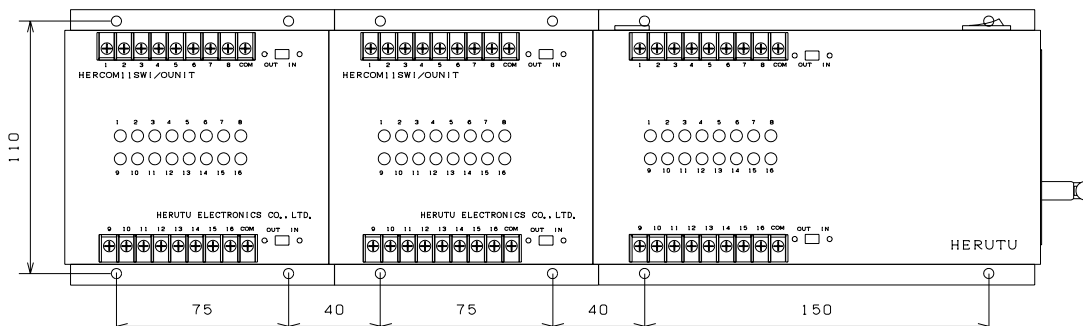 1 2 3 4 5 6 7 8 COM OUT IN
HERCOM11SWI/OUNIT
1 2 3 4 5 6 7 8
9 10 11 12 13 14 15 16
HERUTU ELECTRONICS CO., LTD.
9 10 11 12 13 14 15 16 COM OUT IN
1 2 3 4 5 6 7 8 COM OUT IN
HERCOM11SWI/OUNIT
1 2 3 4 5 6 7 8
9 10 11 12 13 14 15 16
HERUTU ELECTRONICS CO., LTD.
9 10 11 12 13 14 15 16 COM OUT IN
1 2 3 4 5 6 7 8 COM OUT IN
1 2 3 4 5 6 7 8
9 10 11 12 13 14 15 16
9 10 11 12 13 14 15 16 COM OUT IN
HERUTU
110
75 40 75 40 150